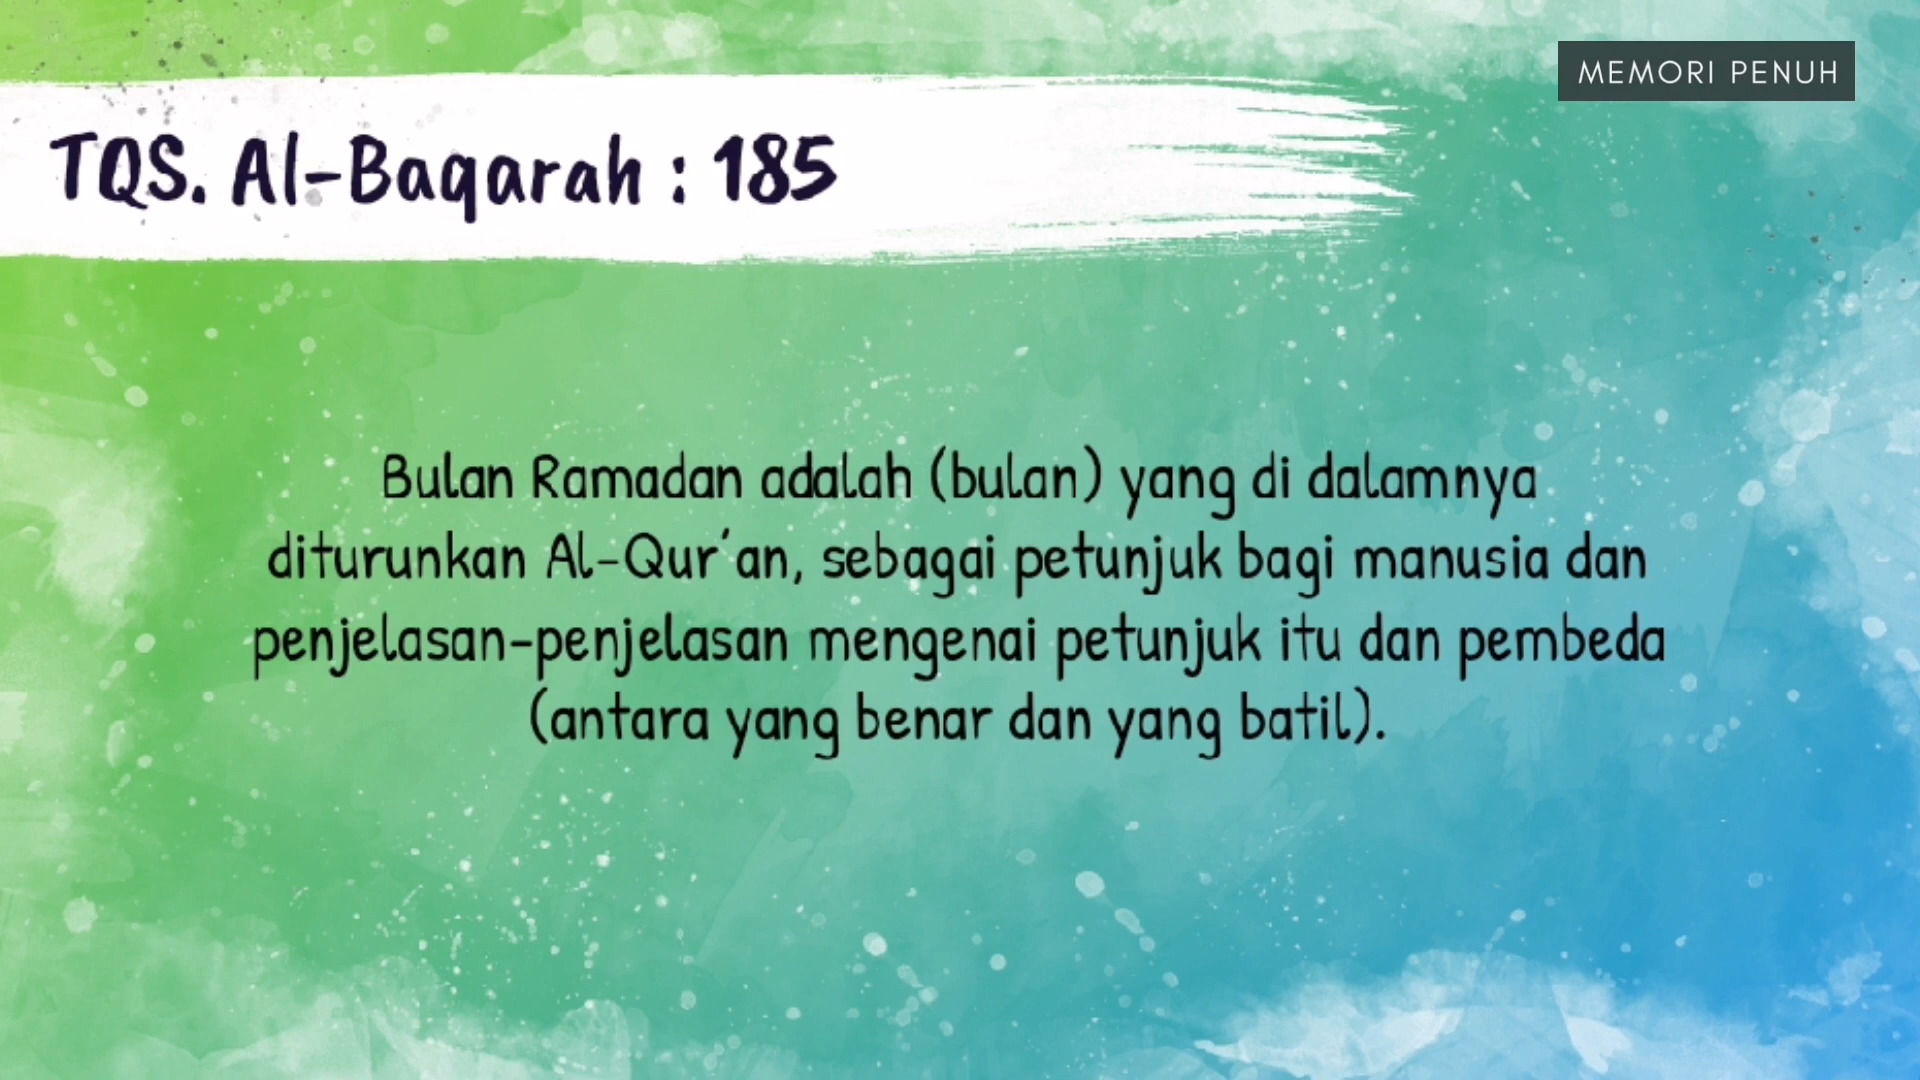 MEMORI PENUH
TQS. Al-Baqarah : 185
Bulan Ramadan adalah (bulan) yang di dalamnya
diturunkan Al-Qur'an, sebagai petunjuk bagi manusia dan
penjelasan-penjelasan mengenai petunjuk itu dan pembeda
(antara yang benar dan yang batil).